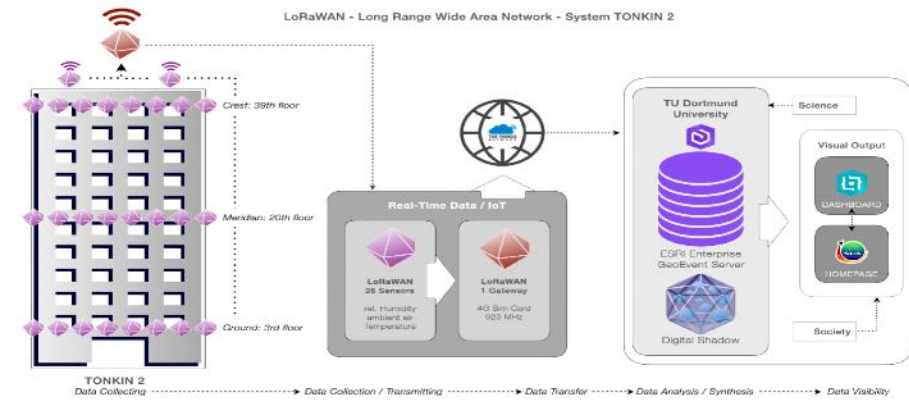 LoRaWAN - Long Range Wide Area Network - System TONKIN 2
Crest: 39th floor
Meridian: 20th floor
Ground: 3rd floor
TONKIN 2
Real-Time Data / IoT
LoRaWAN
26 Sensors
rel. Humidity
ambient air
temperature
LoRaWAN
1 Gateway
4G Sim Card
923 MHz
THE THINGS
NETWORK
TU Dortmund
University
ESRI Enterprise
GeoEvent Server
Digital Shadow
Science
Visual Output
DASHBOARD
HOMEPAGE
Society
Data Collecting
Data Collection / Transmitting
Data Transfer
Data Analysis / Synthesis
Data Visibility